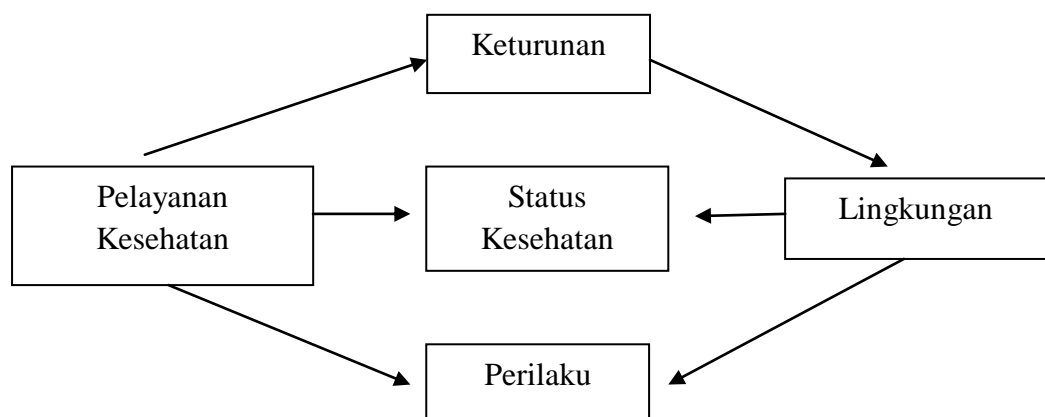 Keturunan
Pelayanan
Kesehatan
Status
Kesehatan
Lingkungan
Perilaku